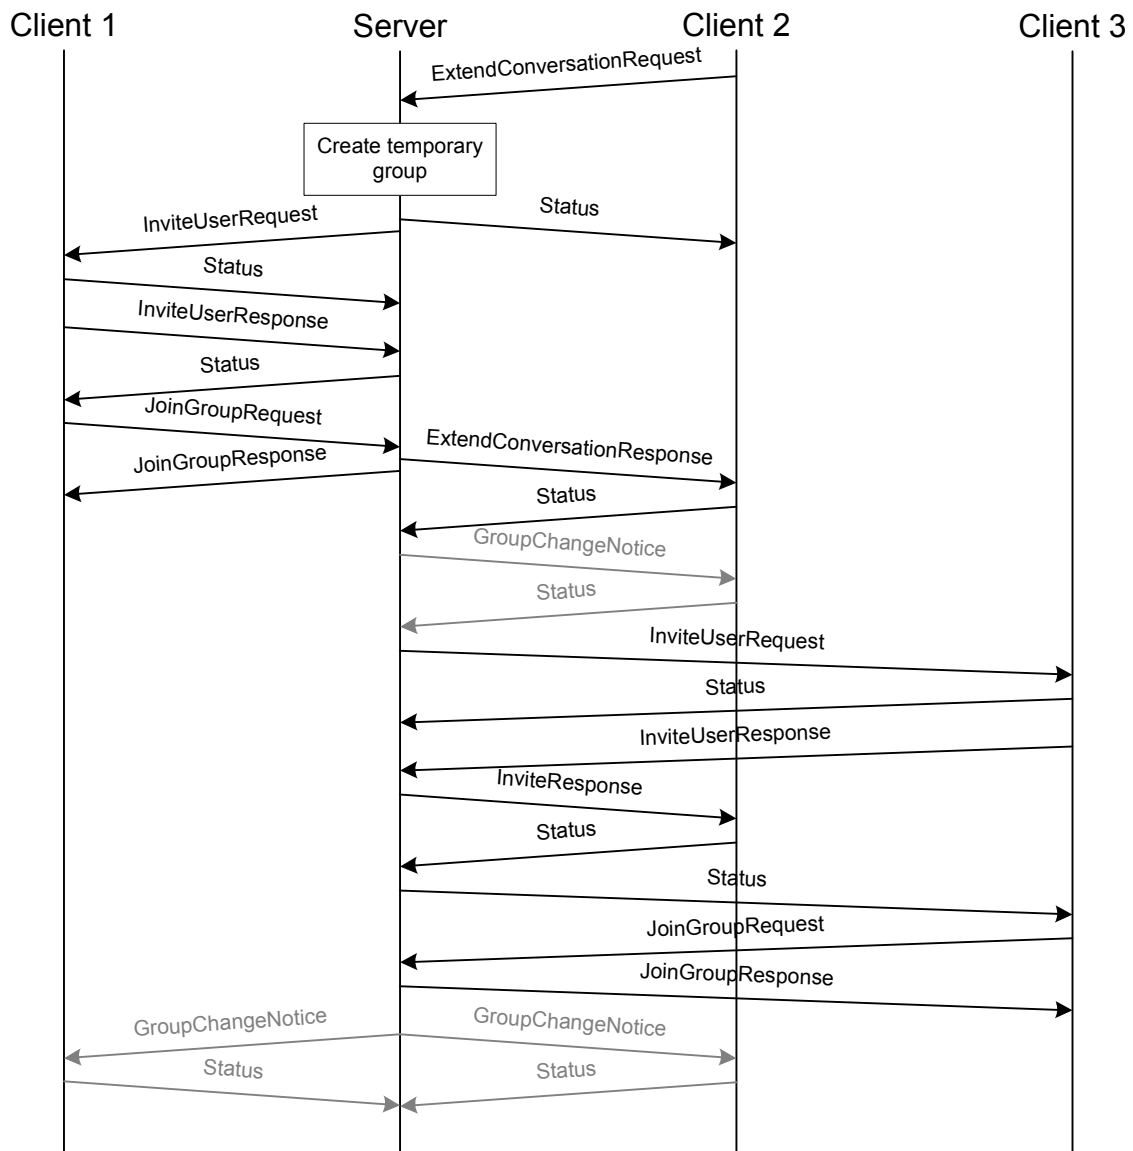 Client 1
Server
Client 2
Client 3
ExtendConversationRequest
Create temporary
group
InviteUserRequest
Status
Status
InviteUserResponse
Status
JoinGroupRequest
ExtendConversationResponse
JoinGroupResponse
Status
GroupChangeNotice
Status
InviteUserRequest
Status
InviteUserResponse
InviteResponse
Status
Status
JoinGroupRequest
JoinGroupResponse
GroupChangeNotice
GroupChangeNotice
Status
Status